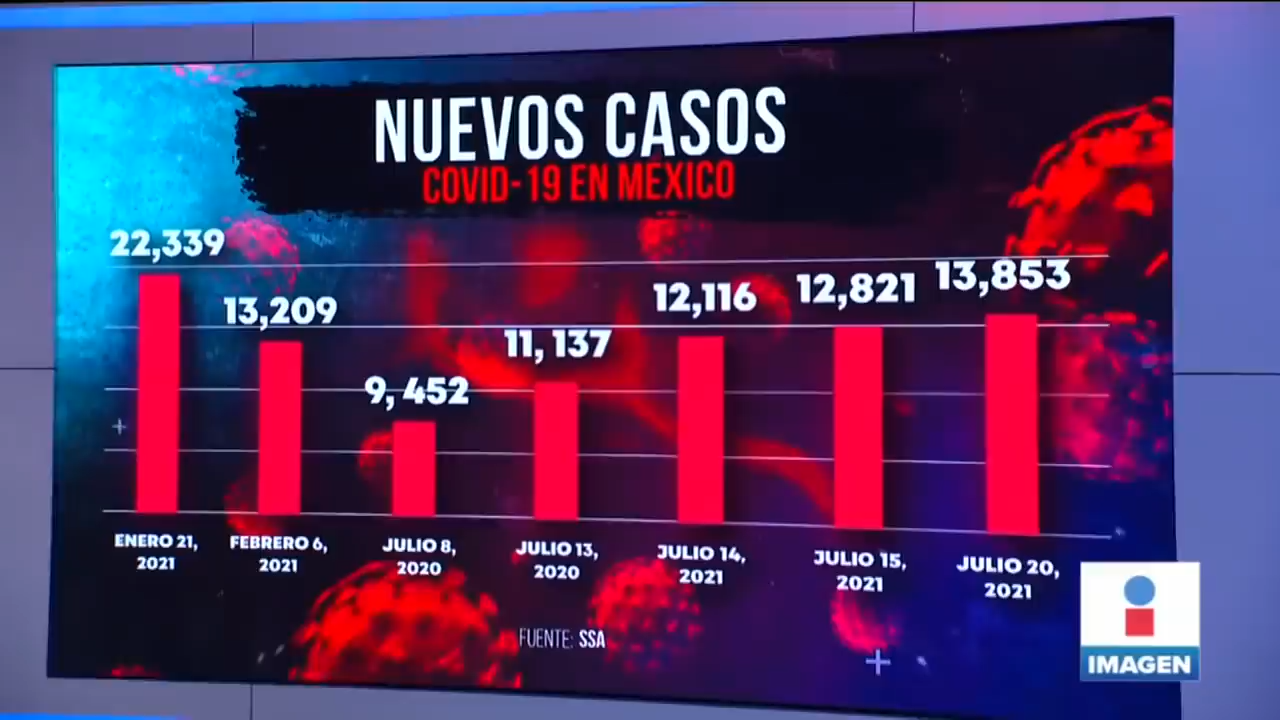 NUEVOS CASOS
COVID-19 EN MÉXICO
22,339
13,209
9, 452
11, 137
12,116
12,821
13,853
ENERO 21,
2021
FEBRERO 6,
2021
JULIO 8,
2020
JULIO 13,
2020
JULIO 14,
2021
JULIO 15,
2021
JULIO 20,
2021
FUENTE: SSA
IMAGEN